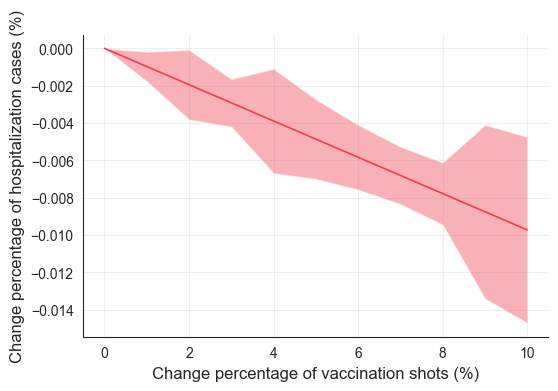 Change percentage of hospitalization cases (%)
0.000
−0.002
−0.004
−0.006
−0.008
−0.010
−0.012
−0.014
0 2 4 6 8 10
Change percentage of vaccination shots (%)